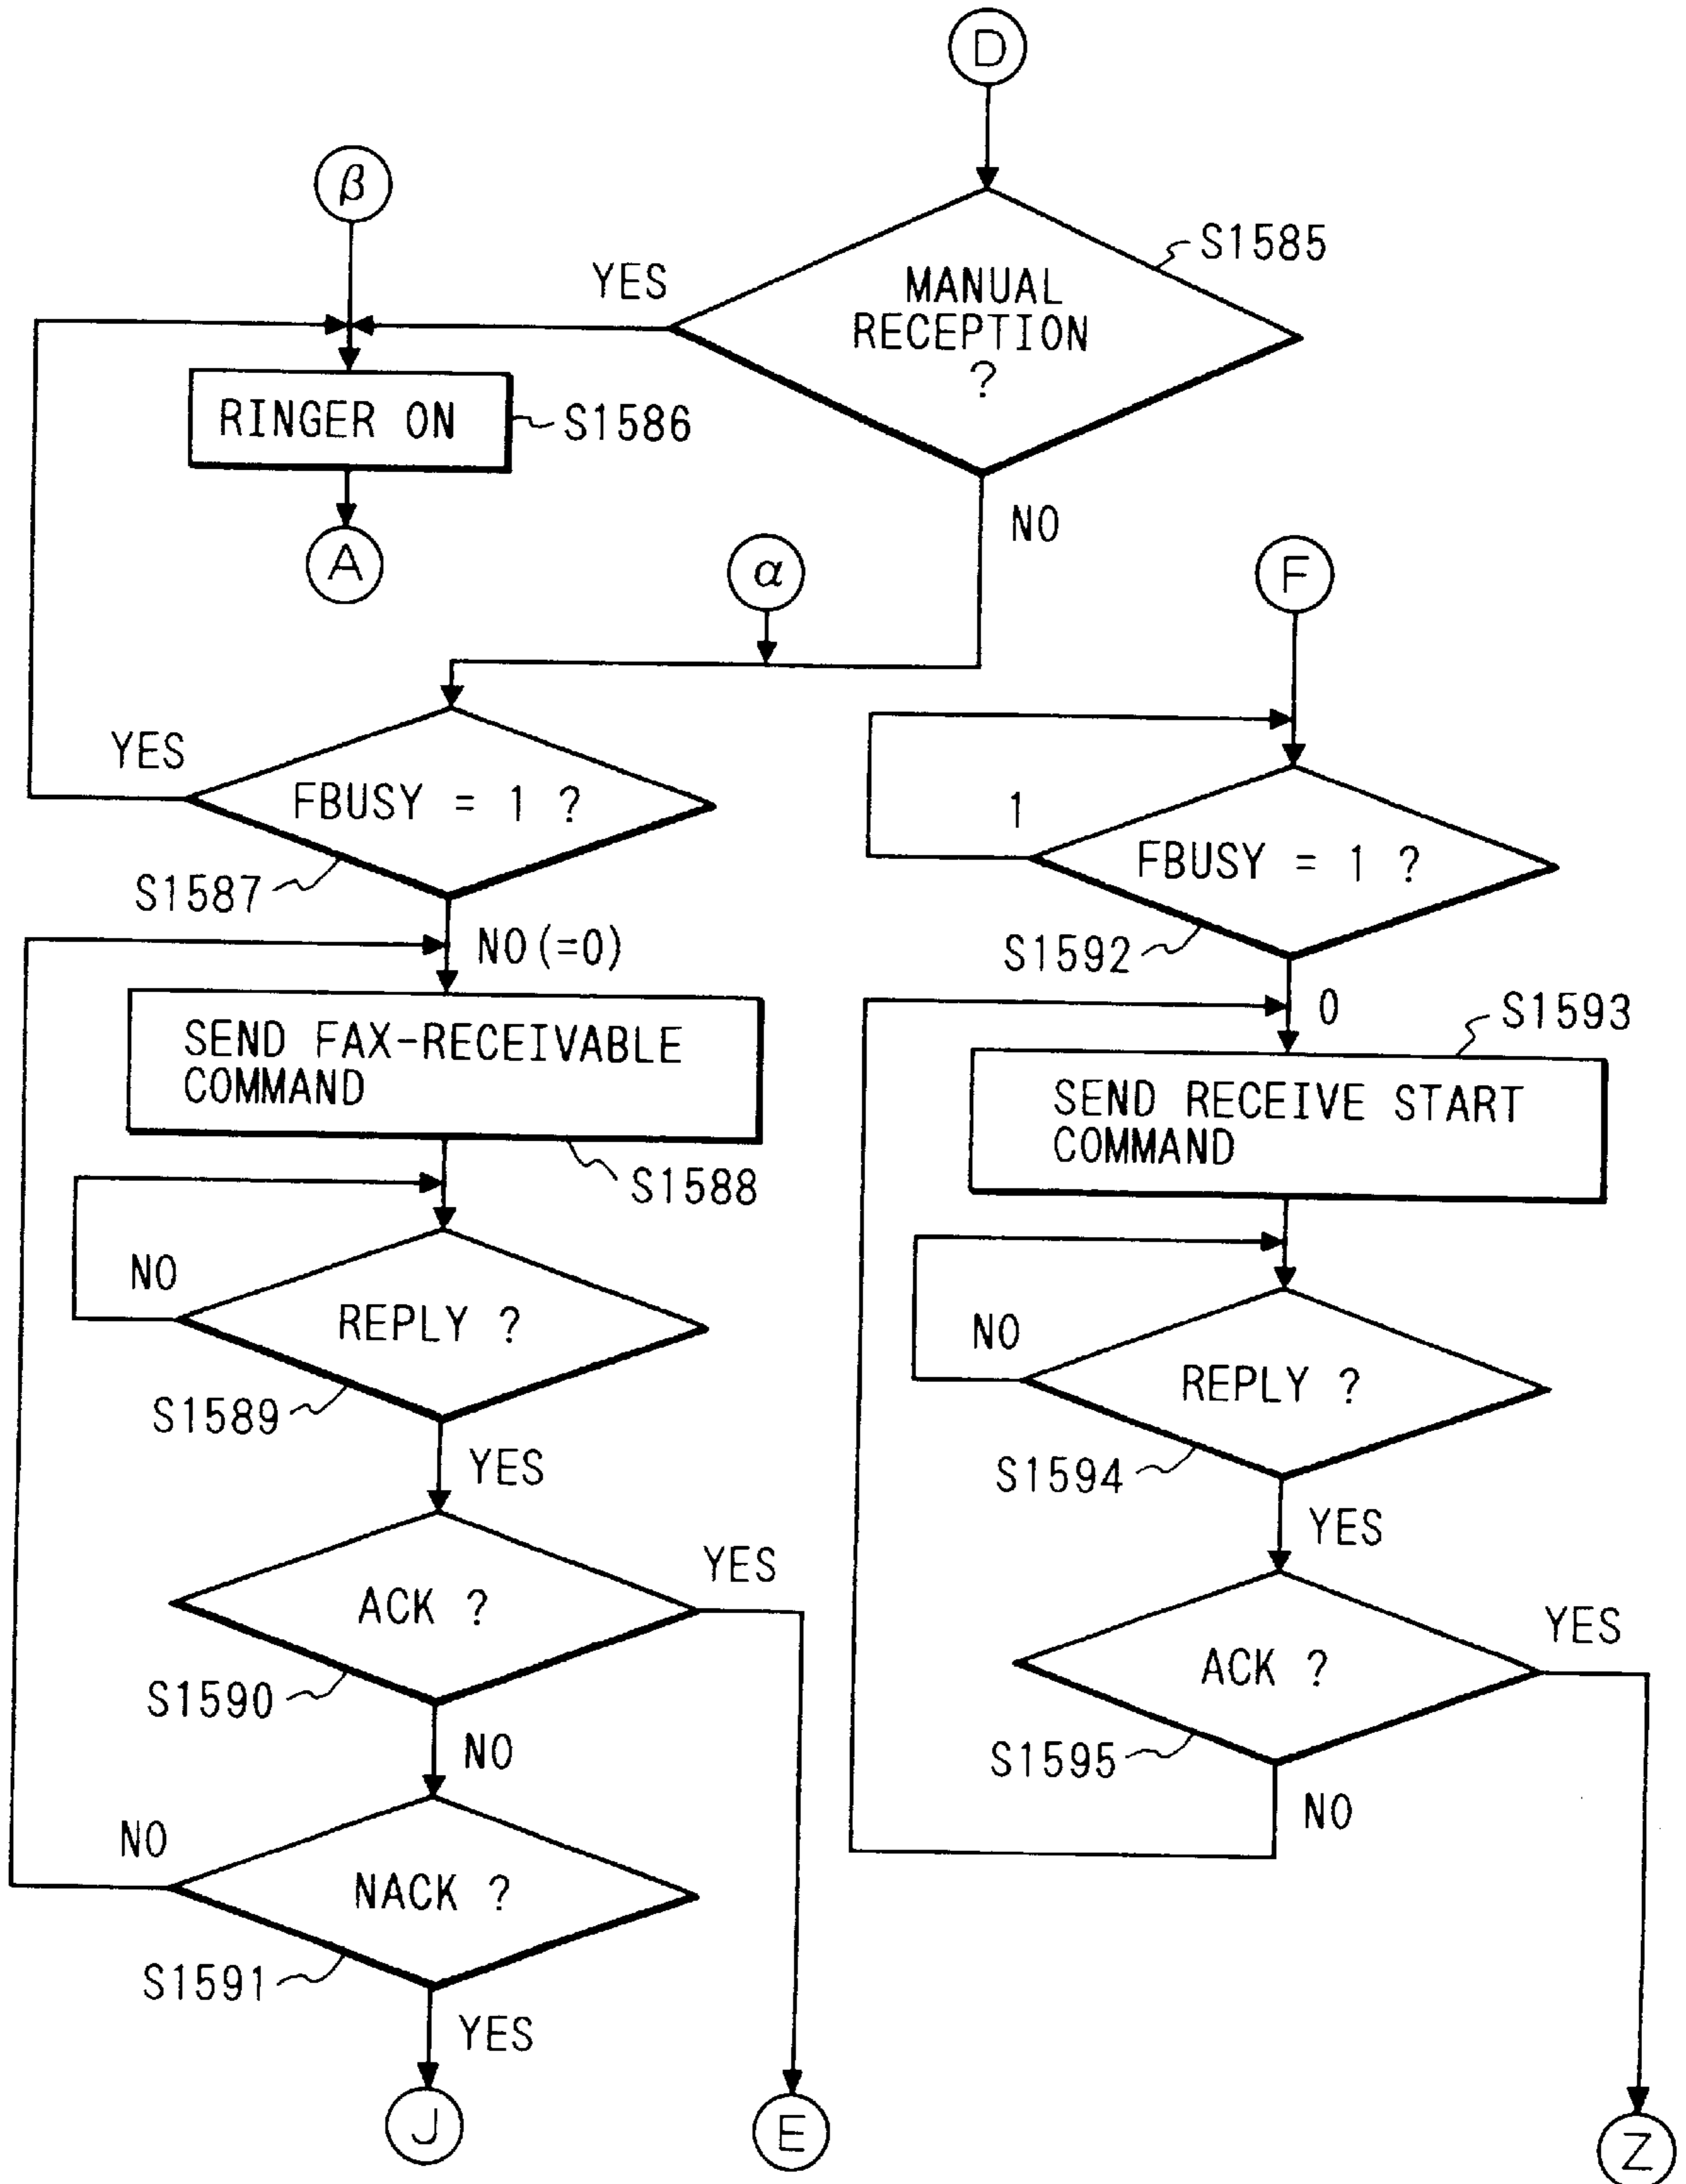 D
β
S1585
YES
MANUAL
RECEPTION
?
RINGER ON
S1586
NO
A
α
F
YES
FBUSY = 1 ?
S1587
NO(=0)
1
FBUSY = 1 ?
S1592
0
S1593
SEND FAX-RECEIVABLE
COMMAND
S1588
SEND RECEIVE START
COMMAND
NO
REPLY ?
S1589
YES
NO
REPLY ?
S1594
YES
ACK ?
YES
S1590
NO
ACK ?
YES
S1595
NO
NO
NACK ?
S1591
YES
J
E
Z